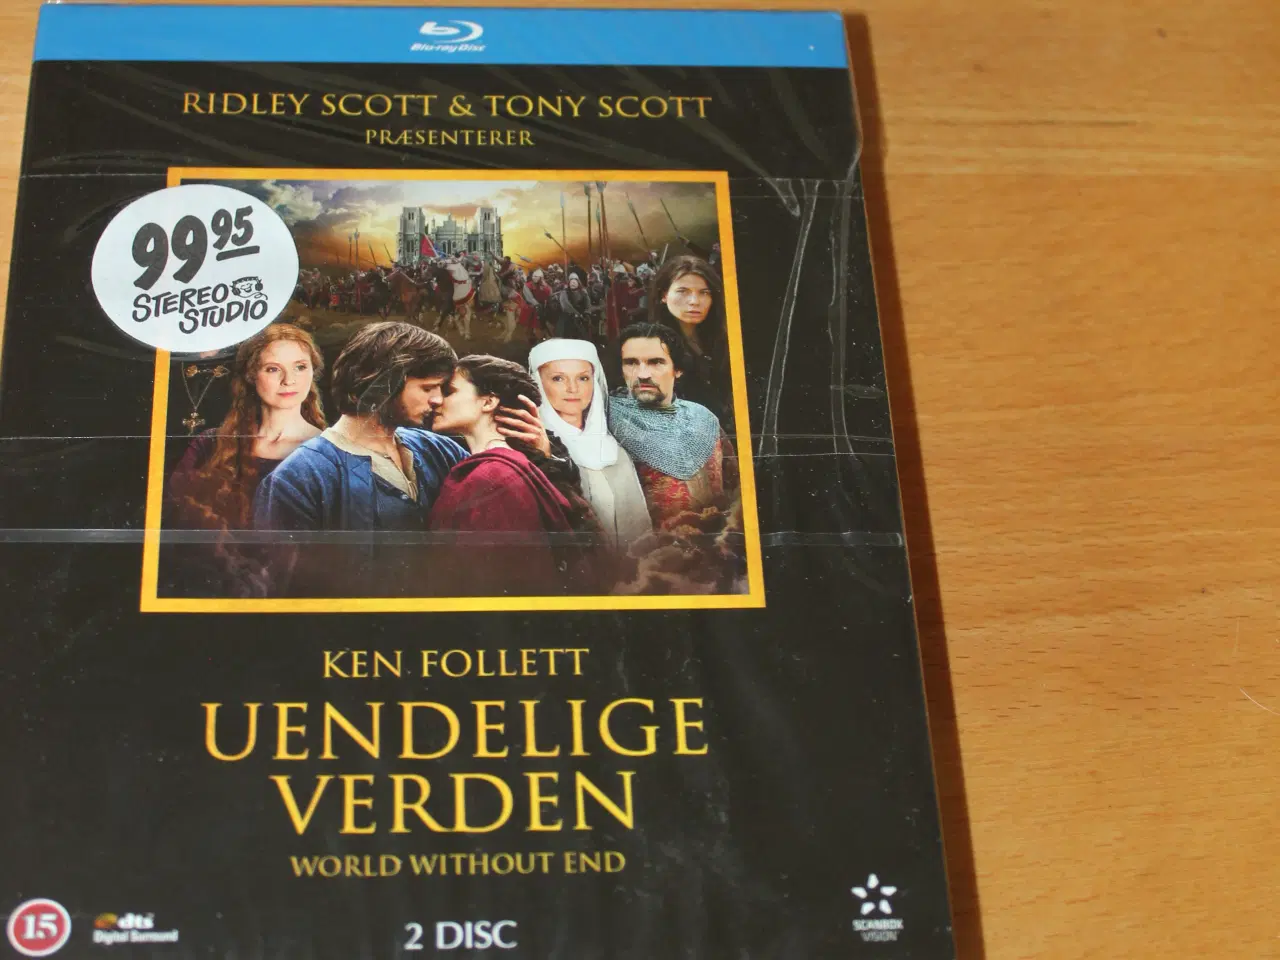 Blu-ray Disc
RIDLEY SCOTT & TONY SCOTT
PRÆSENTERER
99 95
STEREO
STUDIO
KEN FOLLETT
UENDELIGE
VERDEN
WORLD WITHOUT END
15
dts
Digital Surround
2 DISC
SCANBOX
VISION